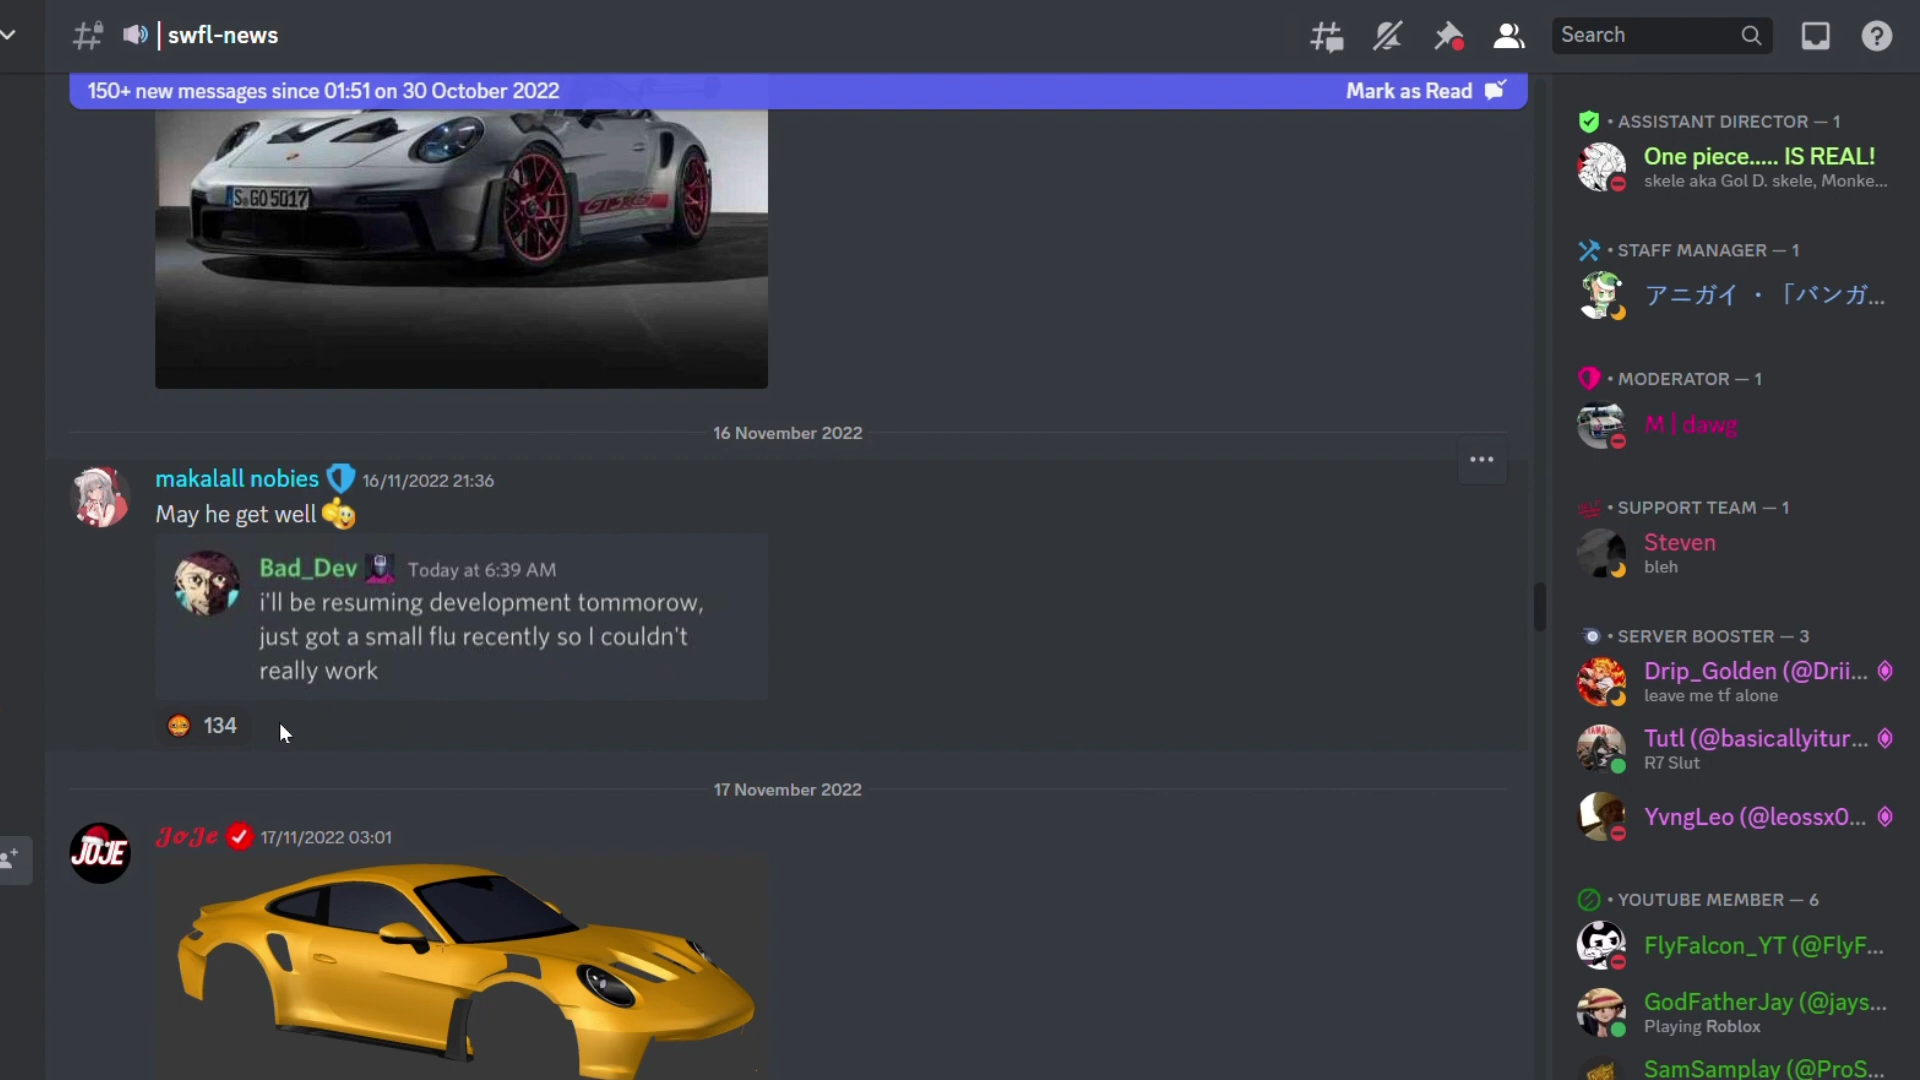 swfl-news
Search
150+ new messages since 01:51 on 30 October 2022
Mark as Read
S GO 5017
GT3 RS
16 November 2022
makalall nobies 16/11/2022 21:36
May he get well
Bad_Dev Today at 6:39 AM
i'll be resuming development tommorow,
just got a small flu recently so I couldn't
really work
134
17 November 2022
JOJE
JoJe 17/11/2022 03:01
• ASSISTANT DIRECTOR — 1
One piece..... IS REAL!
skele aka Gol D. skele, Monke...
• STAFF MANAGER — 1
アニガイ ・ 「バンガ...
• MODERATOR — 1
M | dawg
• SUPPORT TEAM — 1
Steven
bleh
• SERVER BOOSTER — 3
Drip_Golden (@Drii...
leave me tf alone
Tutl (@basicallyitur...
R7 Slut
YvngLeo (@leossx0...
• YOUTUBE MEMBER — 6
FlyFalcon_YT (@FlyF...
GodFatherJay (@jays...
Playing Roblox
SamSamplay (@ProS...